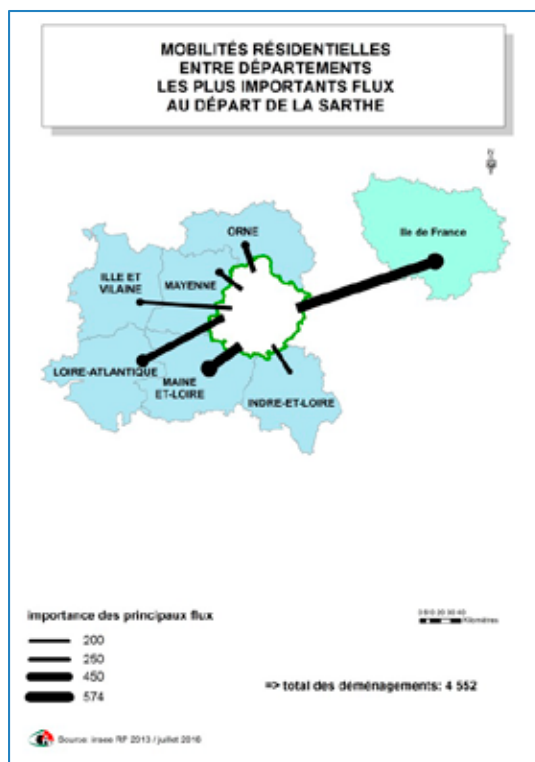 MOBILITÉS RÉSIDENTIELLES
ENTRE DÉPARTEMENTS
LES PLUS IMPORTANTS FLUX
AU DÉPART DE LA SARTHE
N
ORNE
Ile de France
ILLE ET
VILAINE
MAYENNE
LOIRE-ATLANTIQUE
MAINE
ET-LOIRE
INDRE-ET-LOIRE
importance des principaux flux
Kilomètres
200
250
450
574
=> total des déménagements: 4 552
Source: insee RP 2013 / juillet 2016